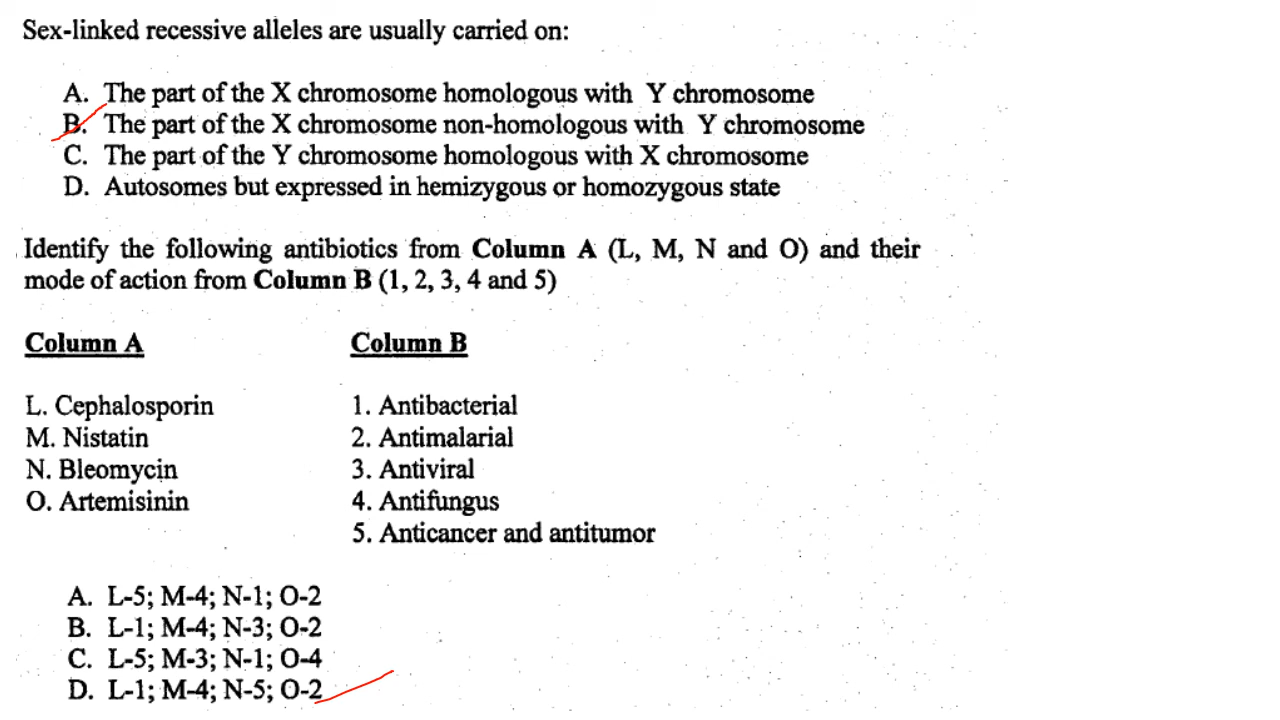 Sex-linked recessive alleles are usually carried on:
A. The part of the X chromosome homologous with Y chromosome
B. The part of the X chromosome non-homologous with Y chromosome
C. The part of the Y chromosome homologous with X chromosome
D. Autosomes but expressed in hemizygous or homozygous state
Identify the following antibiotics from Column A (L, M, N and O) and their
mode of action from Column B (1, 2, 3, 4 and 5)
Column A Column B
L. Cephalosporin 1. Antibacterial
M. Nistatin 2. Antimalarial
N. Bleomycin 3. Antiviral
O. Artemisinin 4. Antifungus
5. Anticancer and antitumor
A. L-5; M-4; N-1; O-2
B. L-1; M-4; N-3; O-2
C. L-5; M-3; N-1; O-4
D. L-1; M-4; N-5; O-2